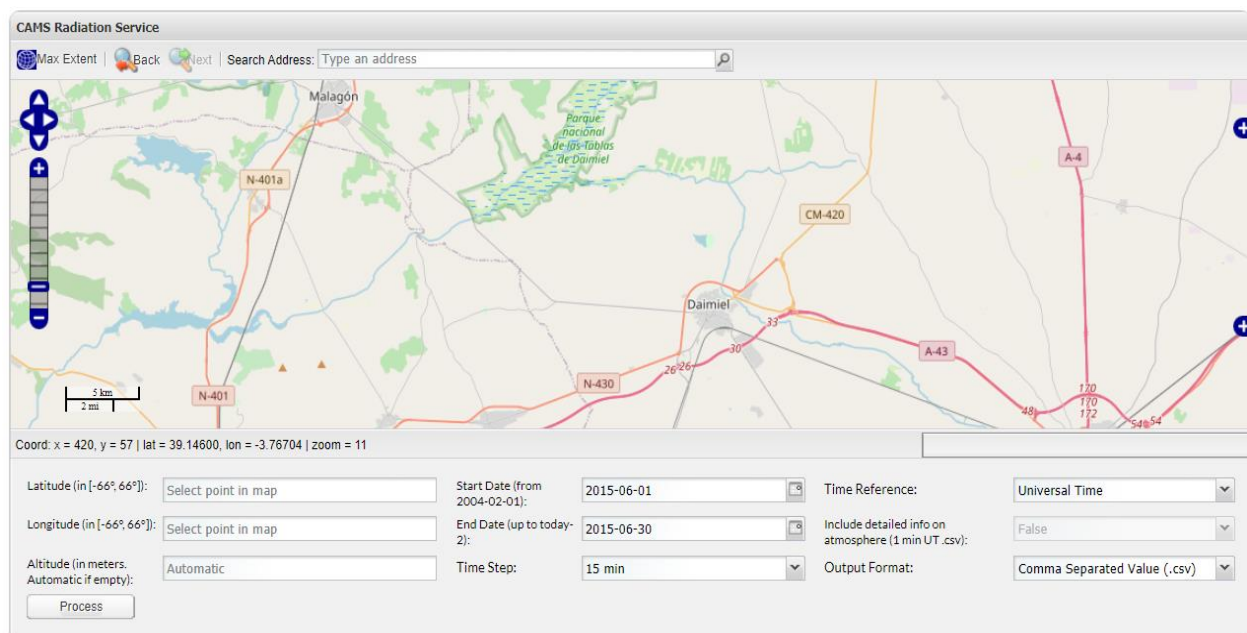 CAMS Radiation Service
Max Extent | Back Next | Search Address: Type an address
Malagón
Parque
nacional
de las Tablas
de Daimiel
A-4
N-401a
CM-420
Daimiel
33
30
A-43
26 26
N-430
N-401
5 km
2 mi
170
170
172
48
54 54
Coord: x = 420, y = 57 | lat = 39.14600, lon = -3.76704 | zoom = 11
Latitude (in [-66º, 66º]): Select point in map
Longitude (in [-66º, 66º]): Select point in map
Altitude (in meters.
Automatic if empty): Automatic
Process
Start Date (from
2004-02-01): 2015-06-01
End Date (up to today-
2): 2015-06-30
Time Step: 15 min
Time Reference: Universal Time
Include detailed info on
atmosphere (1 min UT .csv): False
Output Format: Comma Separated Value (.csv)